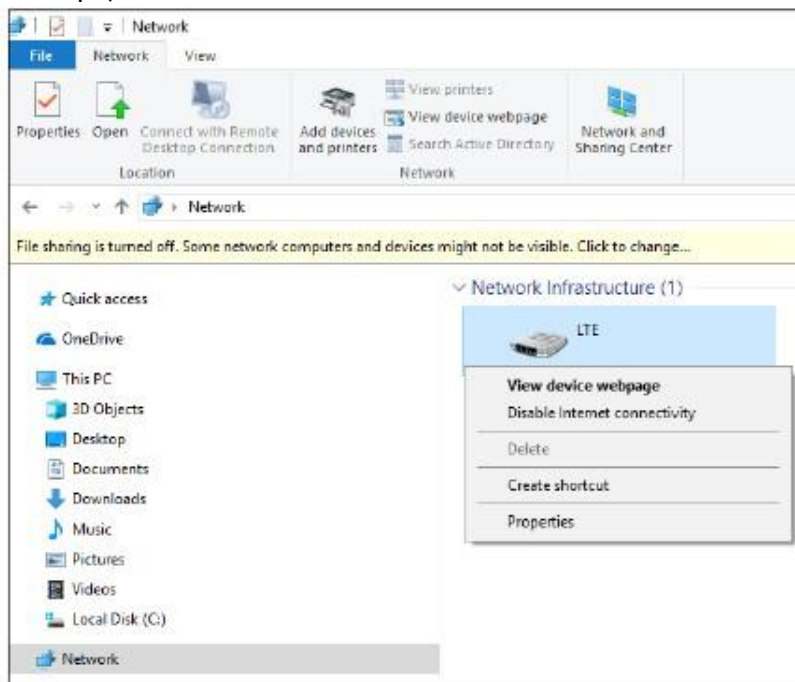 Network
File Network View
Properties Open Connect with Remote Desktop Connection
Add devices and printers
View printers
View device webpage
Search Active Directory
Network and Sharing Center
Location Network
Network
File sharing is turned off. Some network computers and devices might not be visible. Click to change...
Quick access
OneDrive
This PC
3D Objects
Desktop
Documents
Downloads
Music
Pictures
Videos
Local Disk (C:)
Network
Network Infrastructure (1)
LTE
View device webpage
Disable Internet connectivity
Delete
Create shortcut
Properties